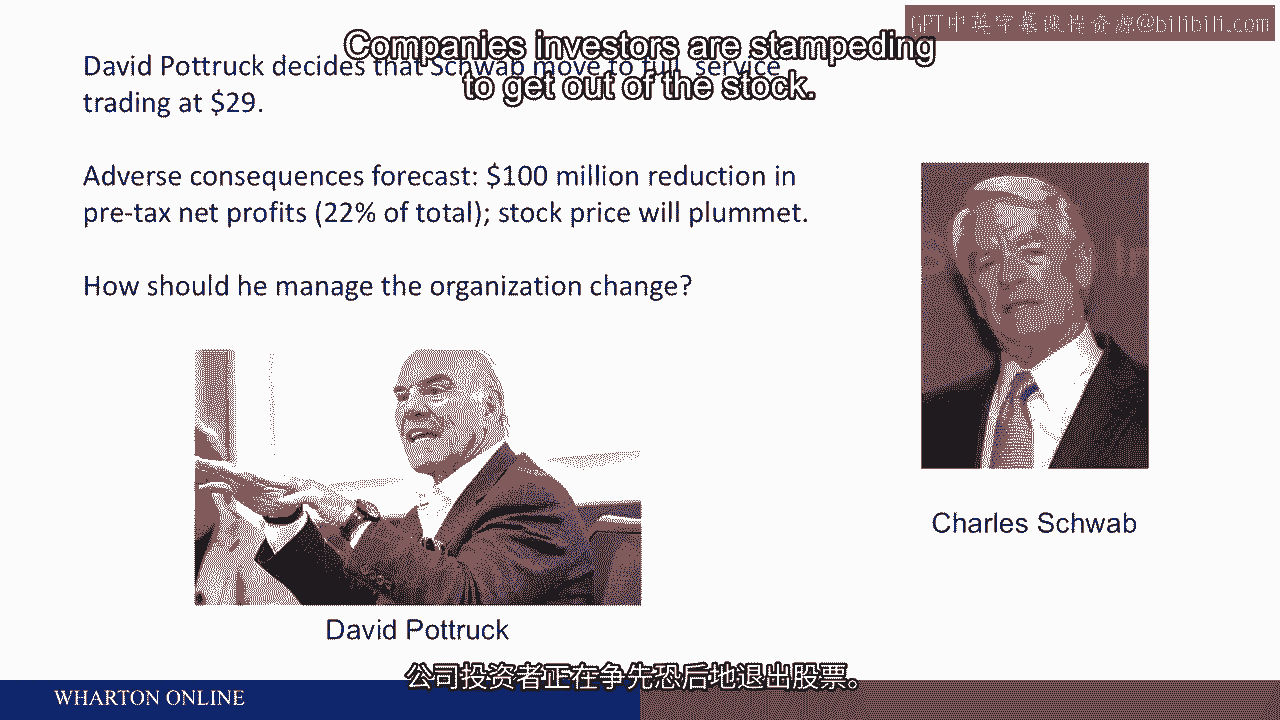 GPT中英字幕课程资源@bilibili.com
Companies investors are stampeding
to get out of the stock.
David Pottruck decides that Schwab move to full service
trading at $29.
Adverse consequences forecast: $100 million reduction in
pre-tax net profits (22% of total); stock price will plummet.
How should he manage the organization change?
Charles Schwab
David Pottruck
公司投资者正在争先恐后地退出股票。
WHARTON ONLINE